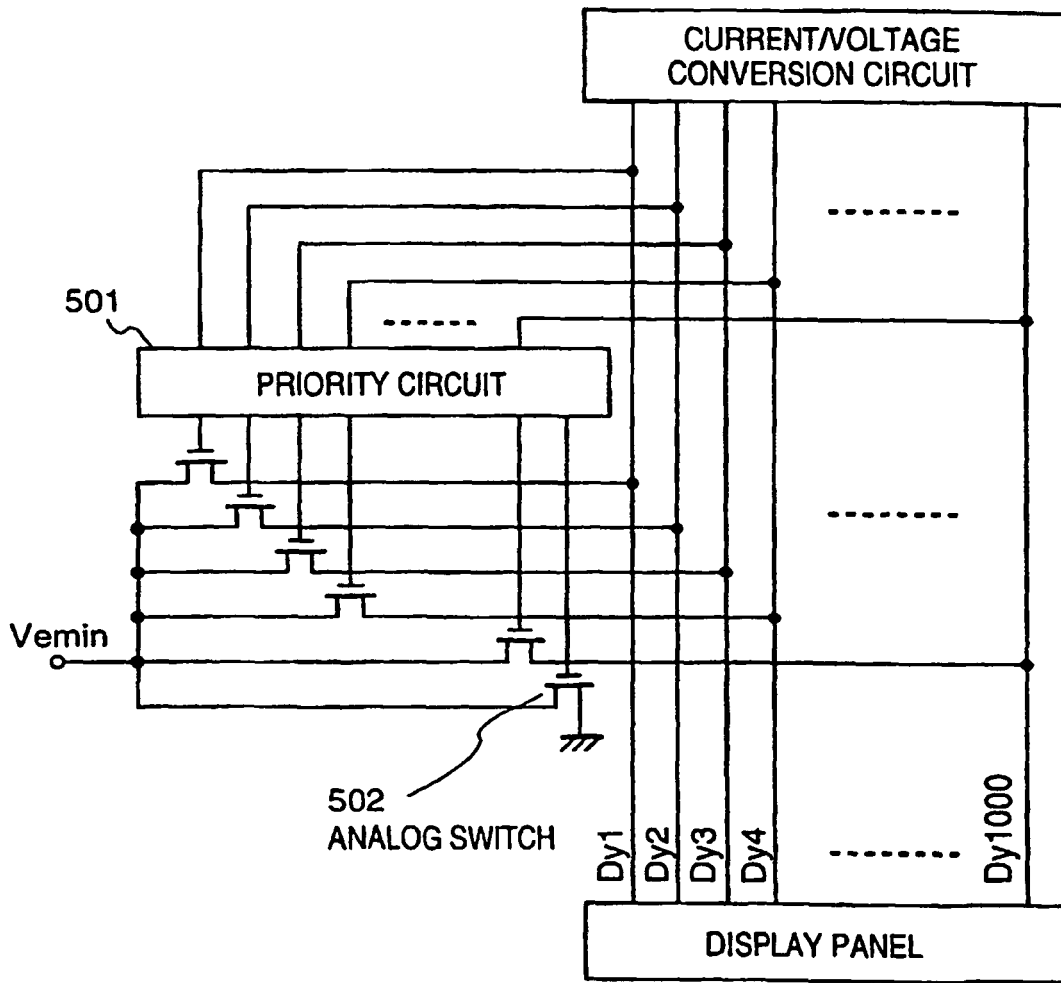 CURRENT/VOLTAGE
CONVERSION CIRCUIT
501
PRIORITY CIRCUIT
Vemin
502
ANALOG SWITCH
Dy1
Dy2
Dy3
Dy4
Dy1000
DISPLAY PANEL